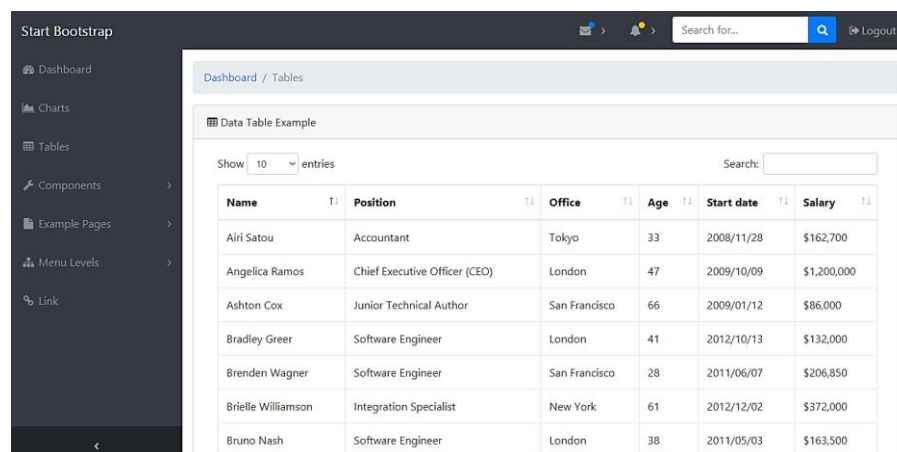 Start Bootstrap
Search for...
Logout
Dashboard
Charts
Tables
Components
Example Pages
Menu Levels
Link
Dashboard / Tables
Data Table Example
Show 10 entries
Search:
Name Position Office Age Start date Salary
Airi Satou Accountant Tokyo 33 2008/11/28 $162,700
Angelica Ramos Chief Executive Officer (CEO) London 47 2009/10/09 $1,200,000
Ashton Cox Junior Technical Author San Francisco 66 2009/01/12 $86,000
Bradley Greer Software Engineer London 41 2012/10/13 $132,000
Brenden Wagner Software Engineer San Francisco 28 2011/06/07 $206,850
Brielle Williamson Integration Specialist New York 61 2012/12/02 $372,000
Bruno Nash Software Engineer London 38 2011/05/03 $163,500